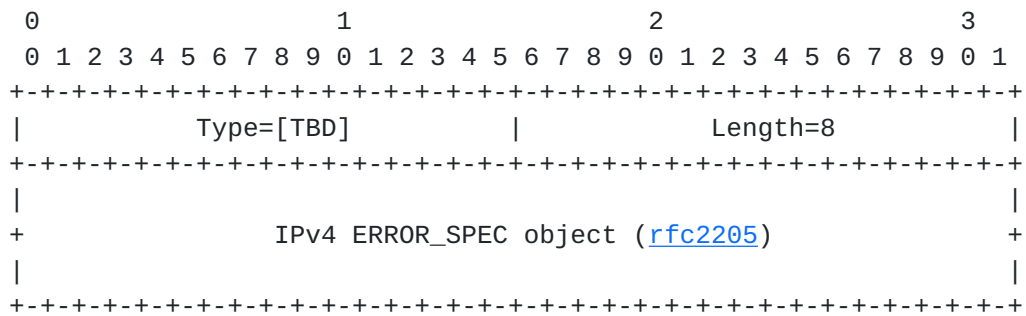 0                   1                   2                   3
 0 1 2 3 4 5 6 7 8 9 0 1 2 3 4 5 6 7 8 9 0 1 2 3 4 5 6 7 8 9 0 1
+-+-+-+-+-+-+-+-+-+-+-+-+-+-+-+-+-+-+-+-+-+-+-+-+-+-+-+-+-+-+-+-+
|           Type=[TBD]          |            Length=8           |
+-+-+-+-+-+-+-+-+-+-+-+-+-+-+-+-+-+-+-+-+-+-+-+-+-+-+-+-+-+-+-+-+
|                                                               |
+                IPv4 ERROR_SPEC object (rfc2205)               +
|                                                               |
+-+-+-+-+-+-+-+-+-+-+-+-+-+-+-+-+-+-+-+-+-+-+-+-+-+-+-+-+-+-+-+-+